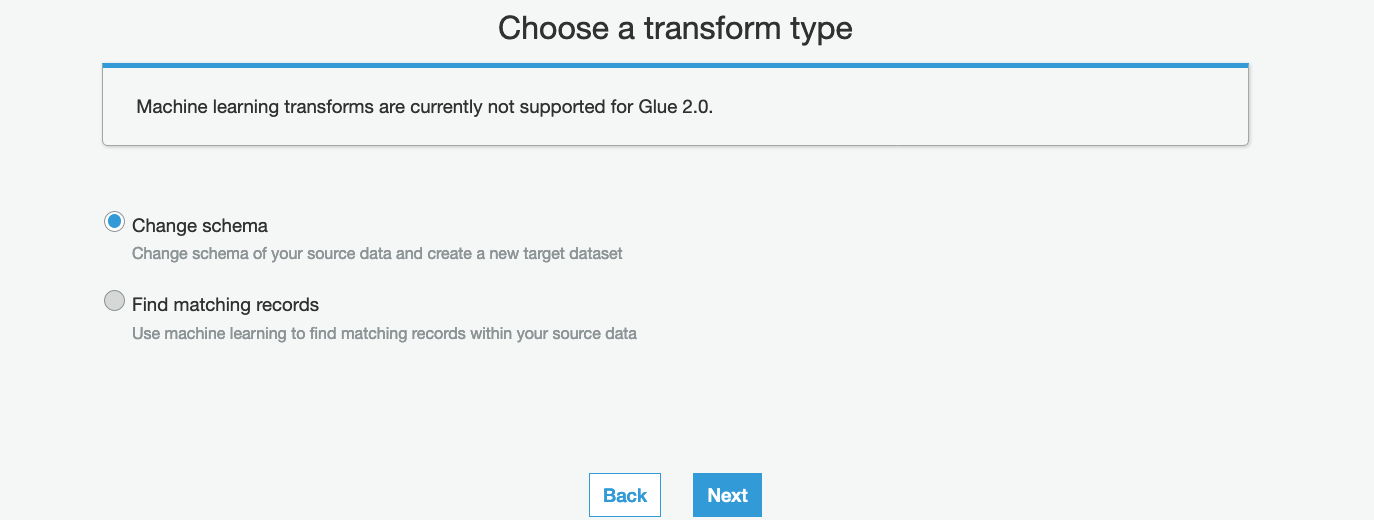 Choose a transform type
Machine learning transforms are currently not supported for Glue 2.0.
Change schema
Change schema of your source data and create a new target dataset
Find matching records
Use machine learning to find matching records within your source data
Back
Next